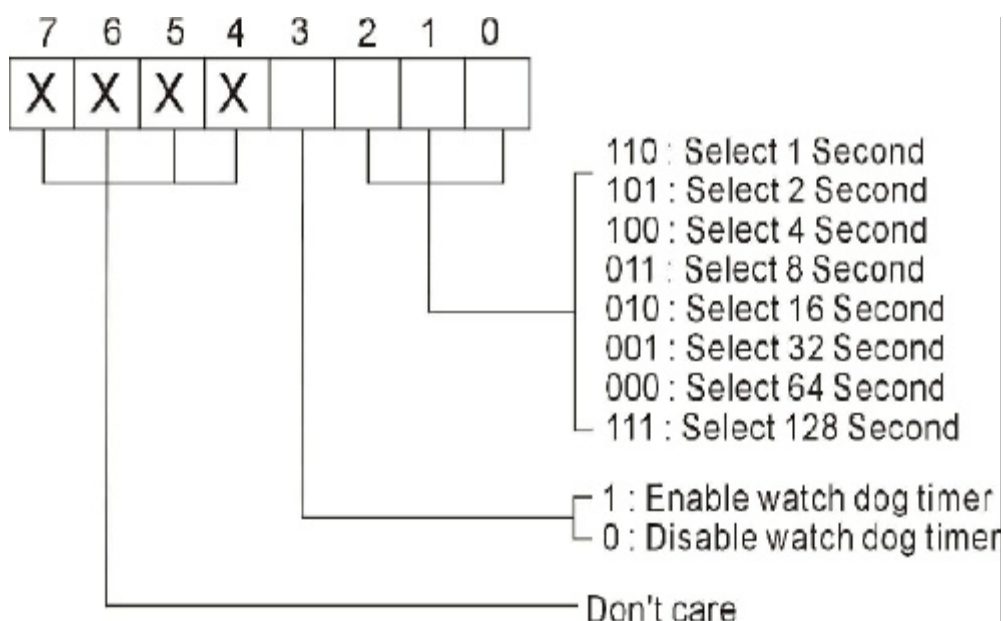 7 6 5 4 3 2 1 0
X X X X
110 : Select 1 Second
101 : Select 2 Second
100 : Select 4 Second
011 : Select 8 Second
010 : Select 16 Second
001 : Select 32 Second
000 : Select 64 Second
111 : Select 128 Second
1 : Enable watch dog timer
0 : Disable watch dog timer
Don't care